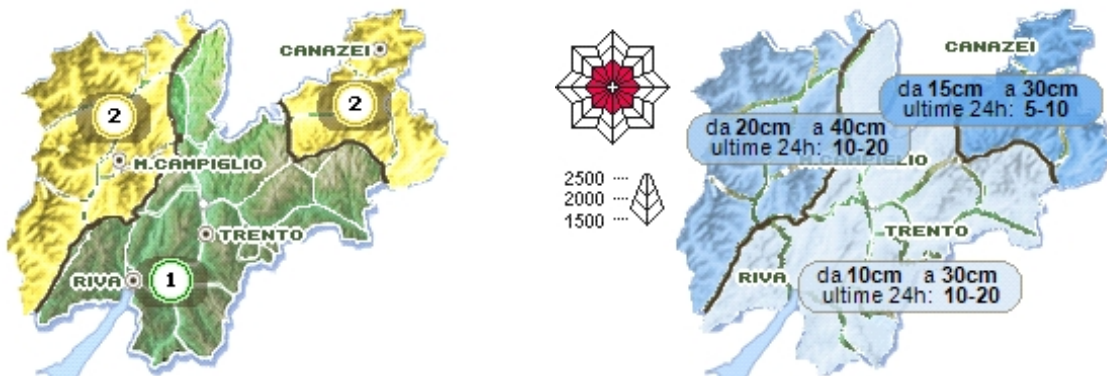 CANAZEI
2
2
M.CAMPIGLIO
TRENTO
RIVA
1
2500
2000
1500
CANAZEI
da 15cm a 30cm
ultime 24h: 5-10
da 20cm a 40cm
ultime 24h: 10-20
CAMPIGLIO
TRENTO
RIVA
da 10cm a 30cm
ultime 24h: 10-20